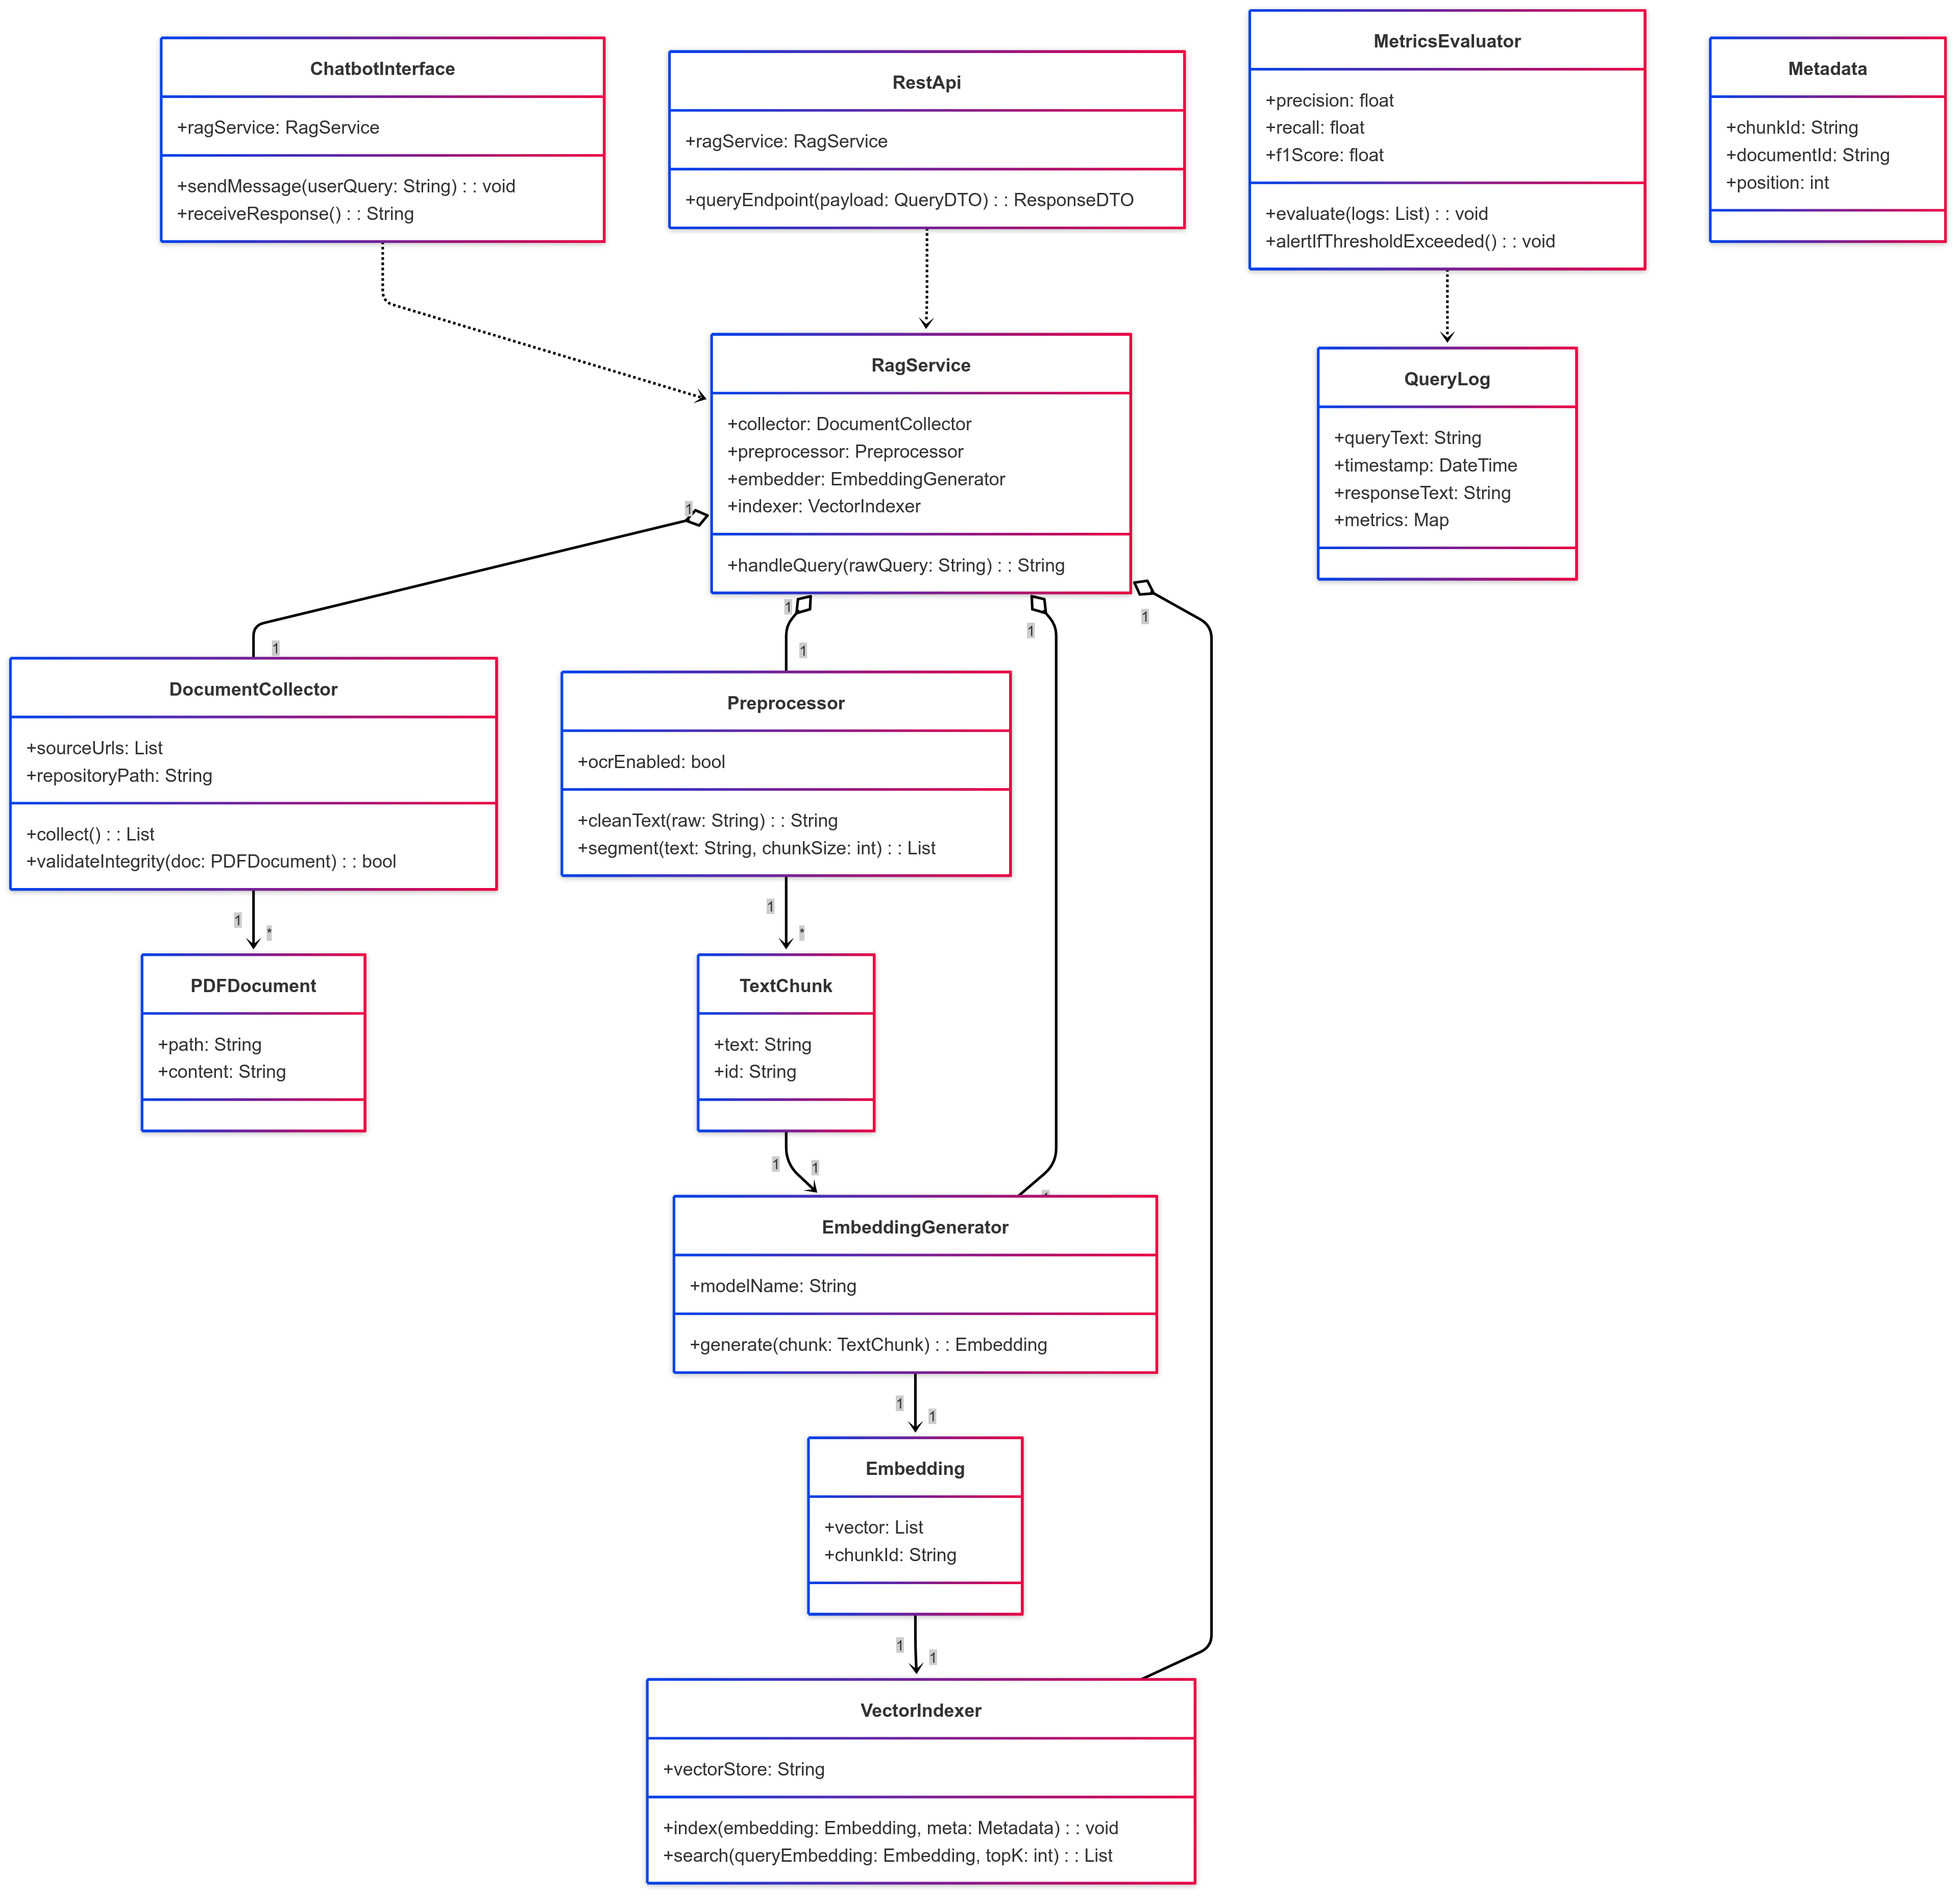 ChatbotInterface
+ragService: RagService
+sendMessage(userQuery: String) : : void
+receiveResponse() : : String
RestApi
+ragService: RagService
+queryEndpoint(payload: QueryDTO) : : ResponseDTO
MetricsEvaluator
+precision: float
+recall: float
+f1Score: float
+evaluate(logs: List) : : void
+alertIfThresholdExceeded() : : void
Metadata
+chunkId: String
+documentId: String
+position: int
RagService
+collector: DocumentCollector
+preprocessor: Preprocessor
+embedder: EmbeddingGenerator
+indexer: VectorIndexer
+handleQuery(rawQuery: String) : : String
QueryLog
+queryText: String
+timestamp: DateTime
+responseText: String
+metrics: Map
1
1
1
1
1
1
DocumentCollector
+sourceUrls: List
+repositoryPath: String
+collect() : : List
+validateIntegrity(doc: PDFDocument) : : bool
Preprocessor
+ocrEnabled: bool
+cleanText(raw: String) : : String
+segment(text: String, chunkSize: int) : : List
1
*
1
*
PDFDocument
+path: String
+content: String
TextChunk
+text: String
+id: String
1
1
EmbeddingGenerator
+modelName: String
+generate(chunk: TextChunk) : : Embedding
1
1
Embedding
+vector: List
+chunkId: String
1
1
VectorIndexer
+vectorStore: String
+index(embedding: Embedding, meta: Metadata) : : void
+search(queryEmbedding: Embedding, topK: int) : : List